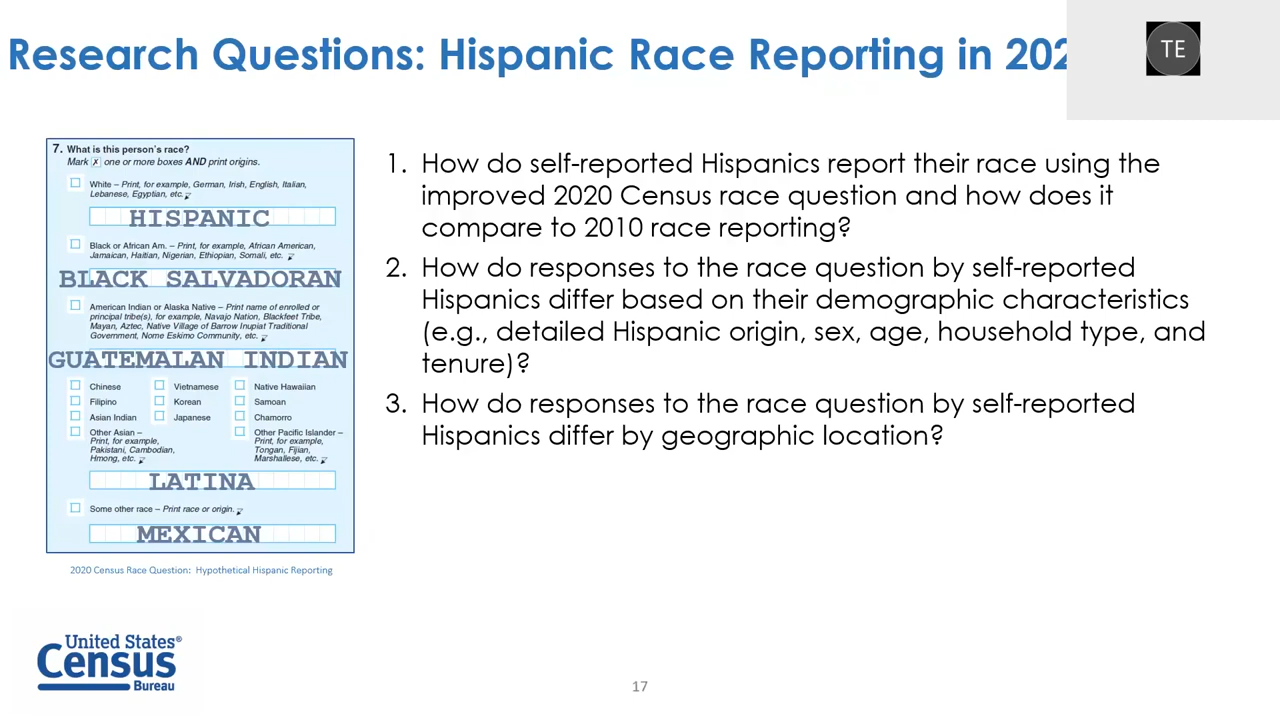 Research Questions: Hispanic Race Reporting in 202
TE
7. What is this person's race?
Mark ☒ one or more boxes AND print origins.
White – Print, for example, German, Irish, English, Italian,
Lebanese, Egyptian, etc.
HISPANIC
Black or African Am. – Print, for example, African American,
Jamaican, Haitian, Nigerian, Ethiopian, Somali, etc.
BLACK SALVADORAN
American Indian or Alaska Native – Print name of enrolled or
principal tribe(s), for example, Navajo Nation, Blackfeet Tribe,
Mayan, Aztec, Native Village of Barrow Inupiat Traditional
Government, Nome Eskimo Community, etc.
GUATEMALAN INDIAN
Chinese
Vietnamese
Native Hawaiian
Filipino
Korean
Samoan
Asian Indian
Japanese
Chamorro
Other Asian –
Print, for example,
Pakistani, Cambodian,
Hmong, etc.
Other Pacific Islander –
Print, for example,
Tongan, Fijian,
Marshallese, etc.
LATINA
Some other race – Print race or origin.
MEXICAN
2020 Census Race Question: Hypothetical Hispanic Reporting
1. How do self-reported Hispanics report their race using the
improved 2020 Census race question and how does it
compare to 2010 race reporting?
2. How do responses to the race question by self-reported
Hispanics differ based on their demographic characteristics
(e.g., detailed Hispanic origin, sex, age, household type, and
tenure)?
3. How do responses to the race question by self-reported
Hispanics differ by geographic location?
United States®
Census
Bureau
17